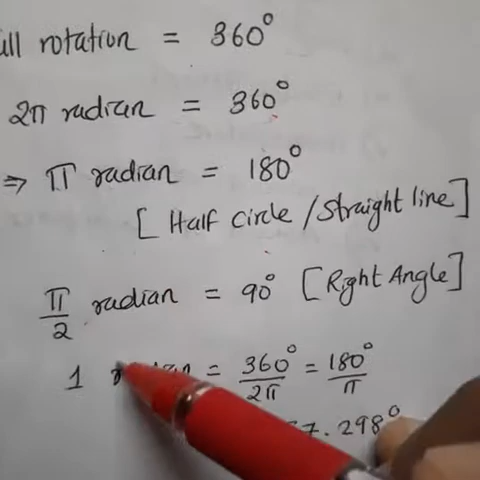 rotation = 360°
2π radian = 360°
⇒ π radian = 180°
[Half Circle / Straight line]
π/2 radian = 90° [Right Angle]
1 = 360°/2π = 180°/π
7.298°